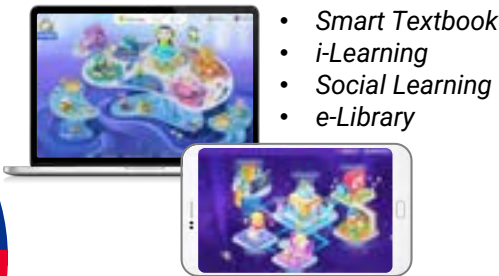 • Smart Textbook
• i-Learning
• Social Learning
• e-Library